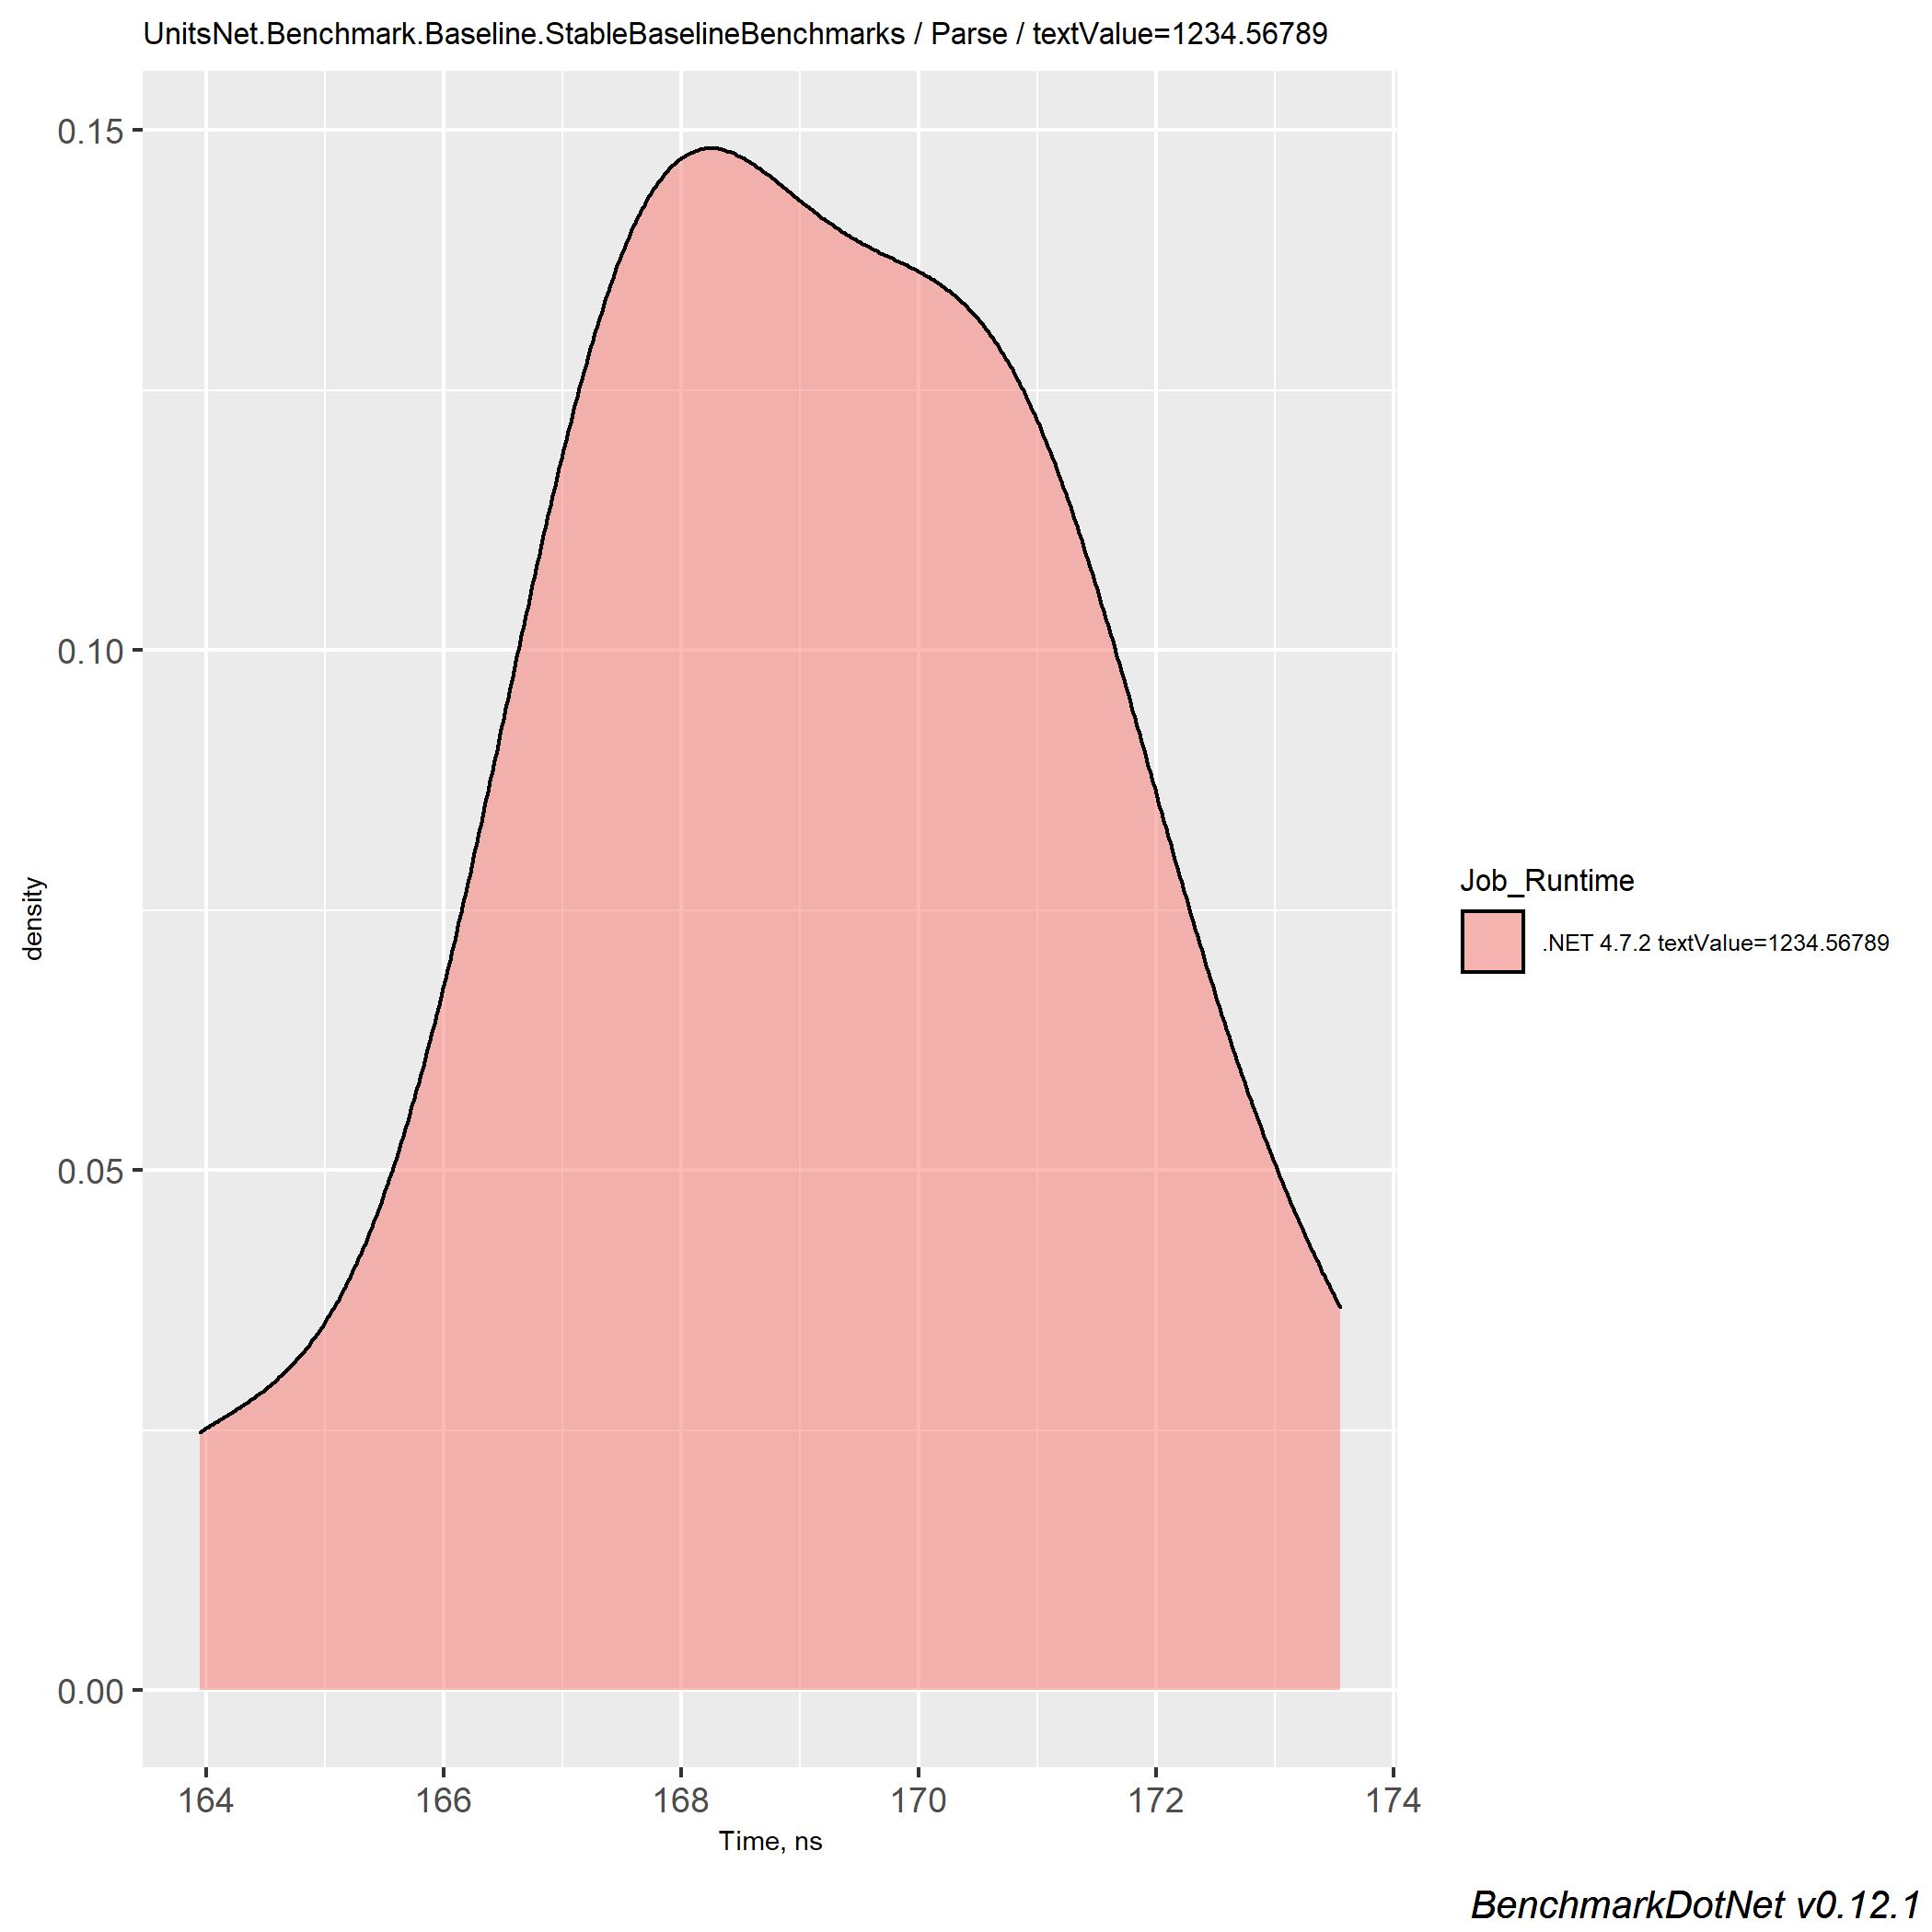 UnitsNet.Benchmark.Baseline.StableBaselineBenchmarks / Parse / textValue=1234.56789
0.15
0.10
0.05
0.00
density
164 166 168 170 172 174
Time, ns
Job_Runtime
.NET 4.7.2 textValue=1234.56789
BenchmarkDotNet v0.12.1